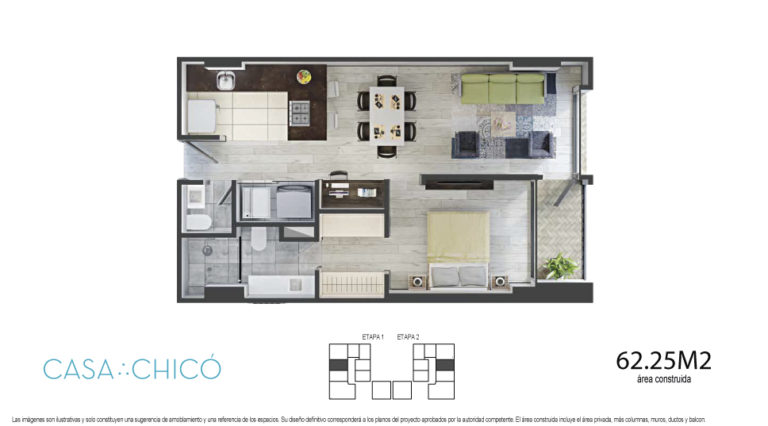 ETAPA 1 ETAPA 2
CASA∴CHICÓ
62.25M2
área construida
Las imágenes son ilustrativas y solo constituyen una sugerencia de amoblamiento y una referencia de los espacios. Su diseño definitivo corresponderá a los planos del proyecto aprobados por la autoridad competente. El área construida incluye el área privada, más columnas, muros, ductos y balcon.